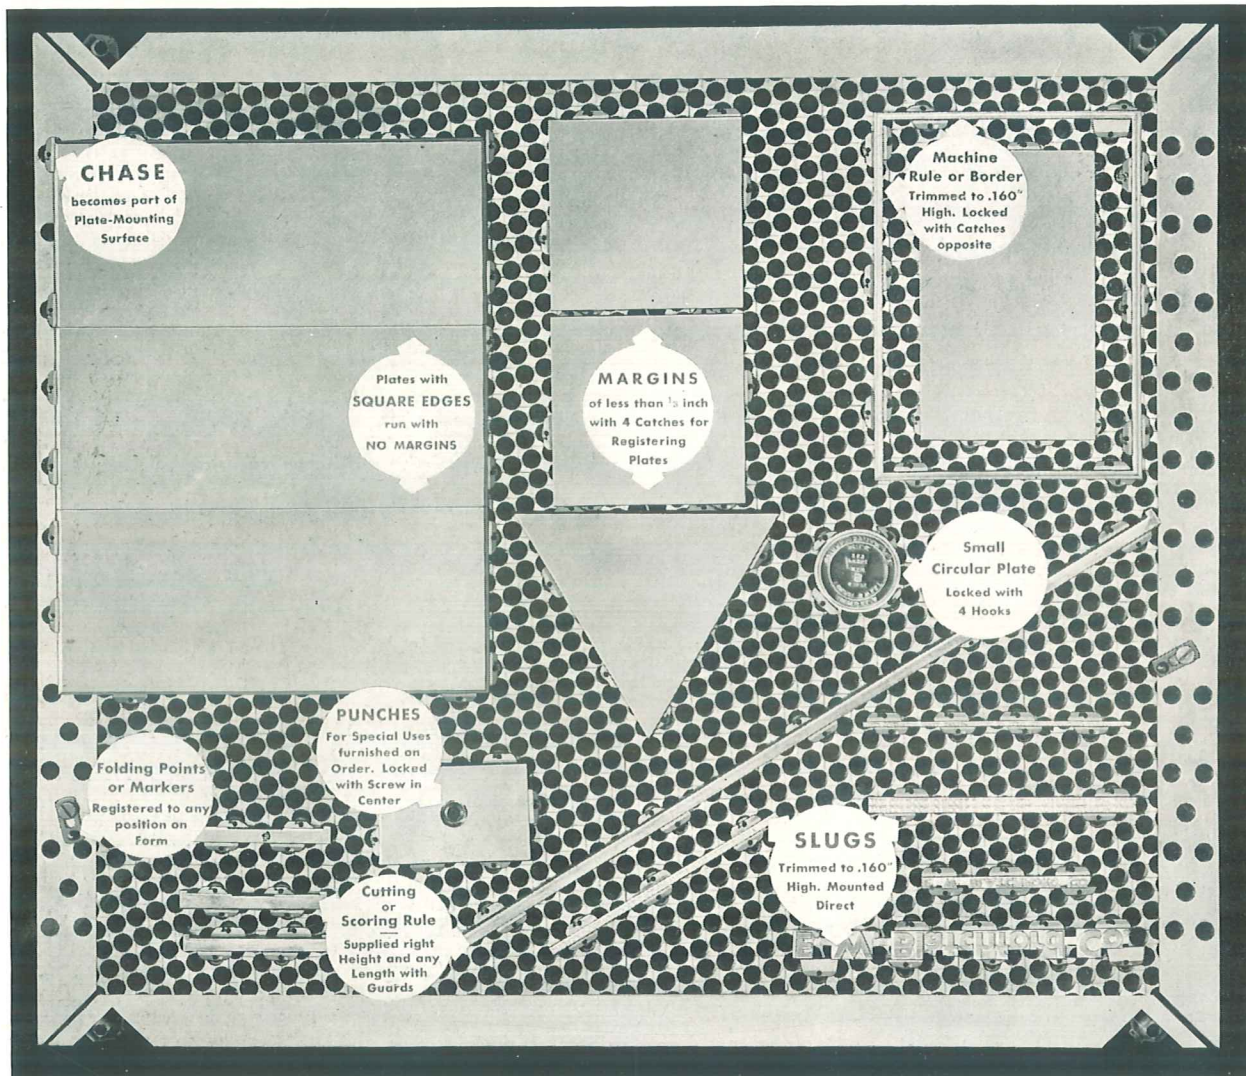 CHASE
becomes part of
Plate-Mounting
Surface
Plates with
SQUARE EDGES
run with
NO MARGINS
MARGINS
of less than inch
with 4 Catches for
Registering
Plates
Machine
Rule or Border
Trimmed to .160"
High. Locked
with Catches
opposite
Small
Circular Plate
Locked with
4 Hooks
PUNCHES
For Special Uses
furnished on
Order. Locked
with Screw in
Center
Folding Points
or Markers
Registered to any
position on
Form
Cutting
or
Scoring Rule
Supplied right
Height and any
Length with
Guards
SLUGS
Trimmed to .160"
High. Mounted
Direct